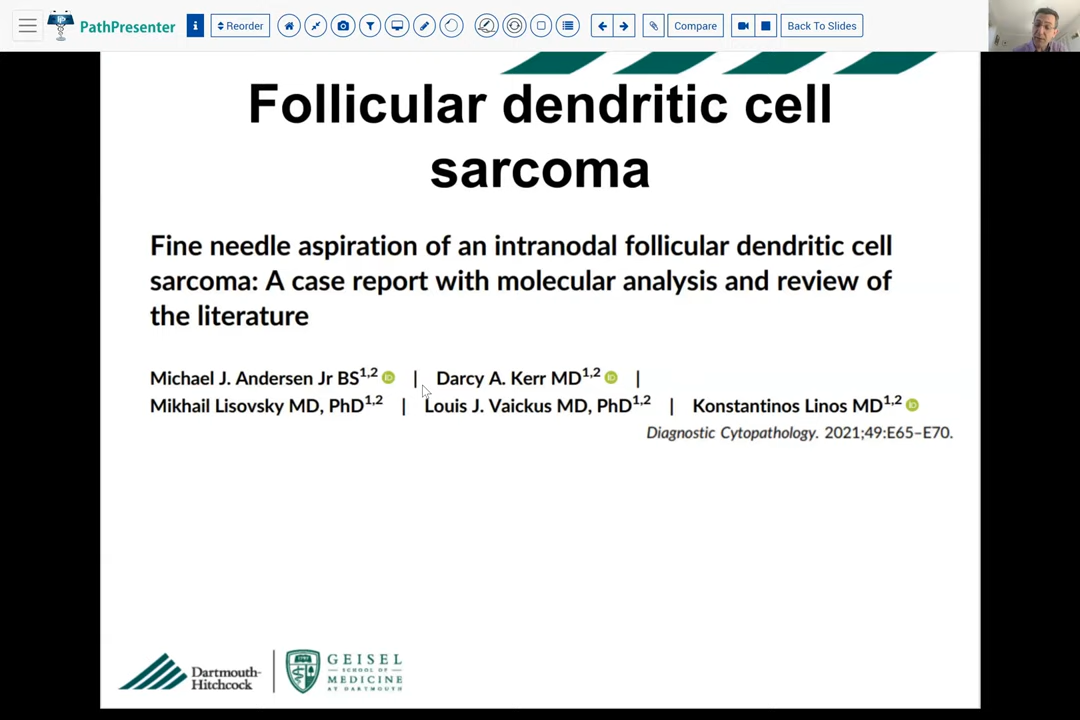 PathPresenter
i
Reorder
Compare
Back To Slides
Follicular dendritic cell
sarcoma
Fine needle aspiration of an intranodal follicular dendritic cell
sarcoma: A case report with molecular analysis and review of
the literature
Michael J. Andersen Jr BS1,2 iD | Darcy A. Kerr MD1,2 iD |
Mikhail Lisovsky MD, PhD1,2 | Louis J. Vaickus MD, PhD1,2 | Konstantinos Linos MD1,2 iD
Diagnostic Cytopathology. 2021;49:E65–E70.
Dartmouth-
Hitchcock
GEISEL
SCHOOL OF
MEDICINE
AT DARTMOUTH